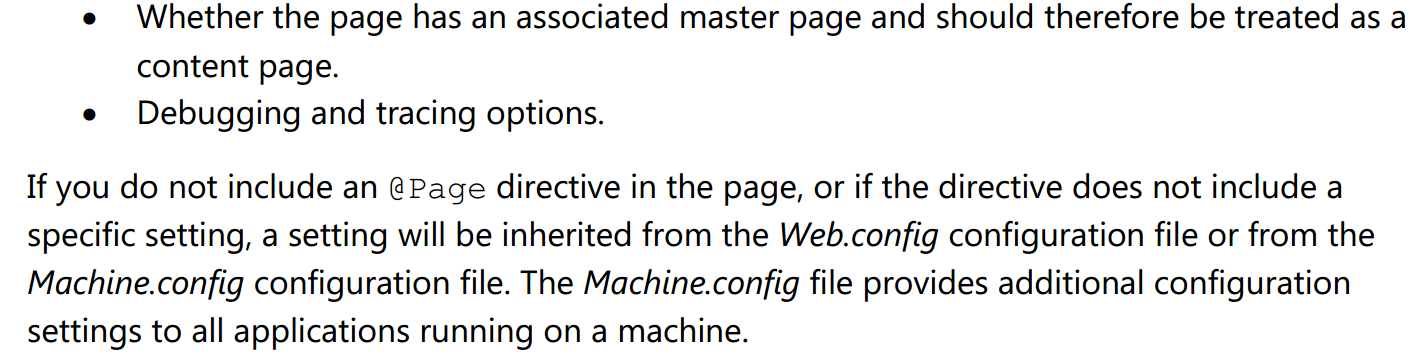 • Whether the page has an associated master page and should therefore be treated as a
content page.
• Debugging and tracing options.
If you do not include an @Page directive in the page, or if the directive does not include a
specific setting, a setting will be inherited from the Web.config configuration file or from the
Machine.config configuration file. The Machine.config file provides additional configuration
settings to all applications running on a machine.